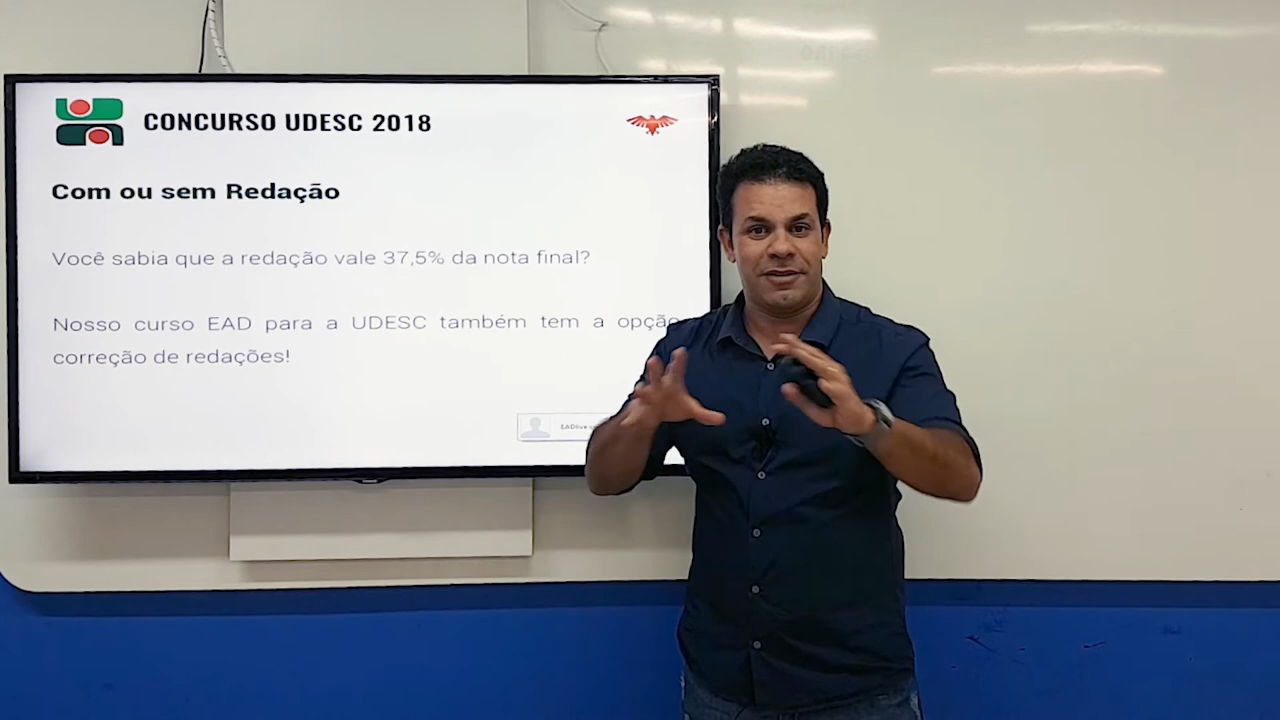 CONCURSO UDESC 2018
Com ou sem Redação
Você sabia que a redação vale 37,5% da nota final?
Nosso curso EAD para a UDESC também tem a opção
correção de redações!
EADlive